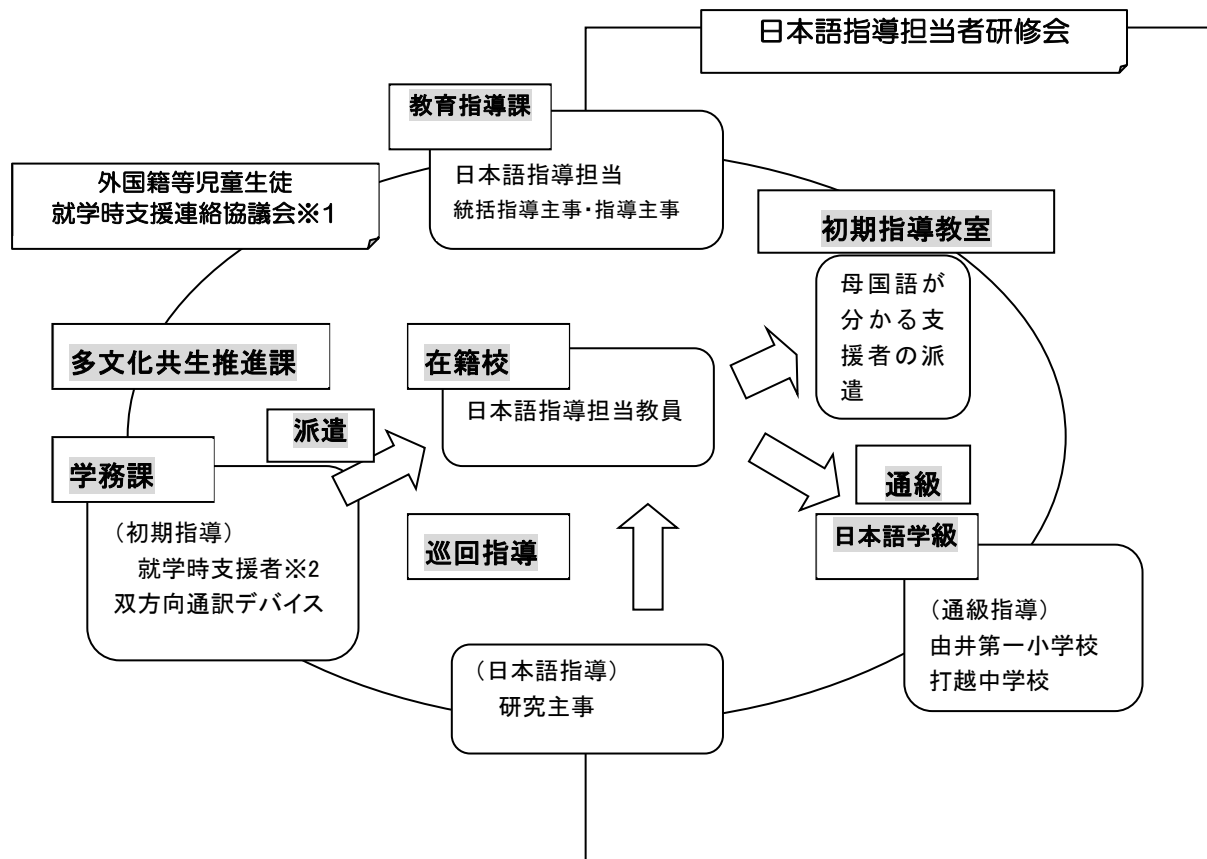 日本語指導担当者研修会
教育指導課
日本語指導担当
統括指導主事・指導主事
外国籍等児童生徒
就学時支援連絡協議会※1
初期指導教室
母国語が
分かる支
援者の派
遣
多文化共生推進課
在籍校
日本語指導担当教員
派遣
学務課
(初期指導)
就学時支援者※2
双方向通訳デバイス
巡回指導
通級
日本語学級
(通級指導)
由井第一小学校
打越中学校
(日本語指導)
研究主事